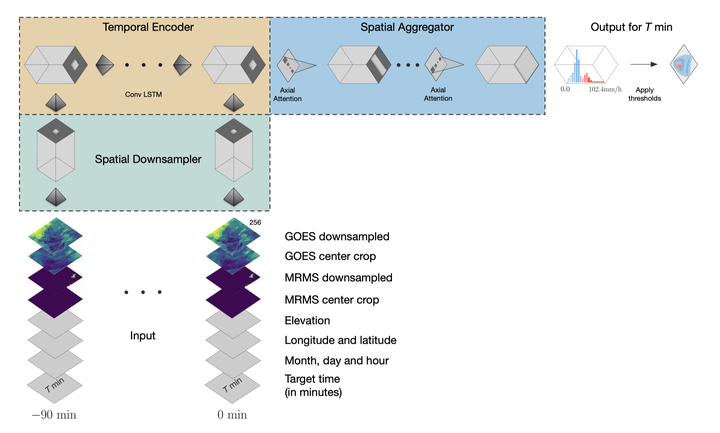 Temporal Encoder
Spatial Aggregator
Output for T min
Conv LSTM
Axial
Attention
Axial
Attention
0.0
102.4mm/h
Apply
thresholds
Spatial Downsampler
256
GOES downsampled
GOES center crop
MRMS downsampled
MRMS center crop
Elevation
Input
Longitude and latitude
Month, day and hour
T min
T min
Target time
(in minutes)
−90 min
0 min